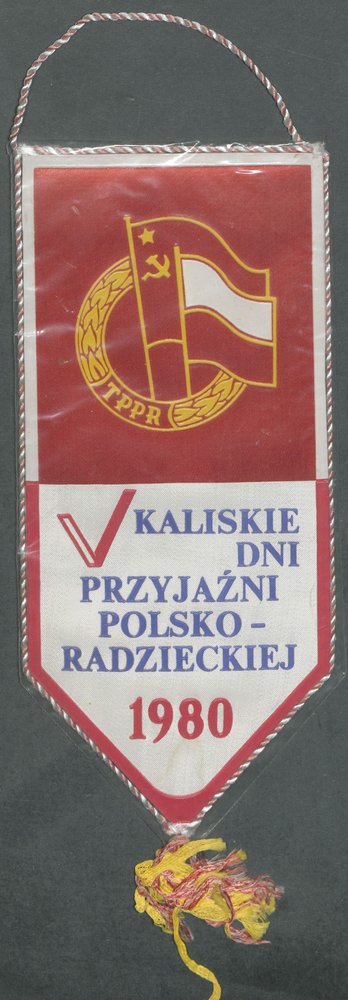 TPPR
V KALISKIE
DNI
PRZYJAŹNI
POLSKO -
RADZIECKIEJ
1980